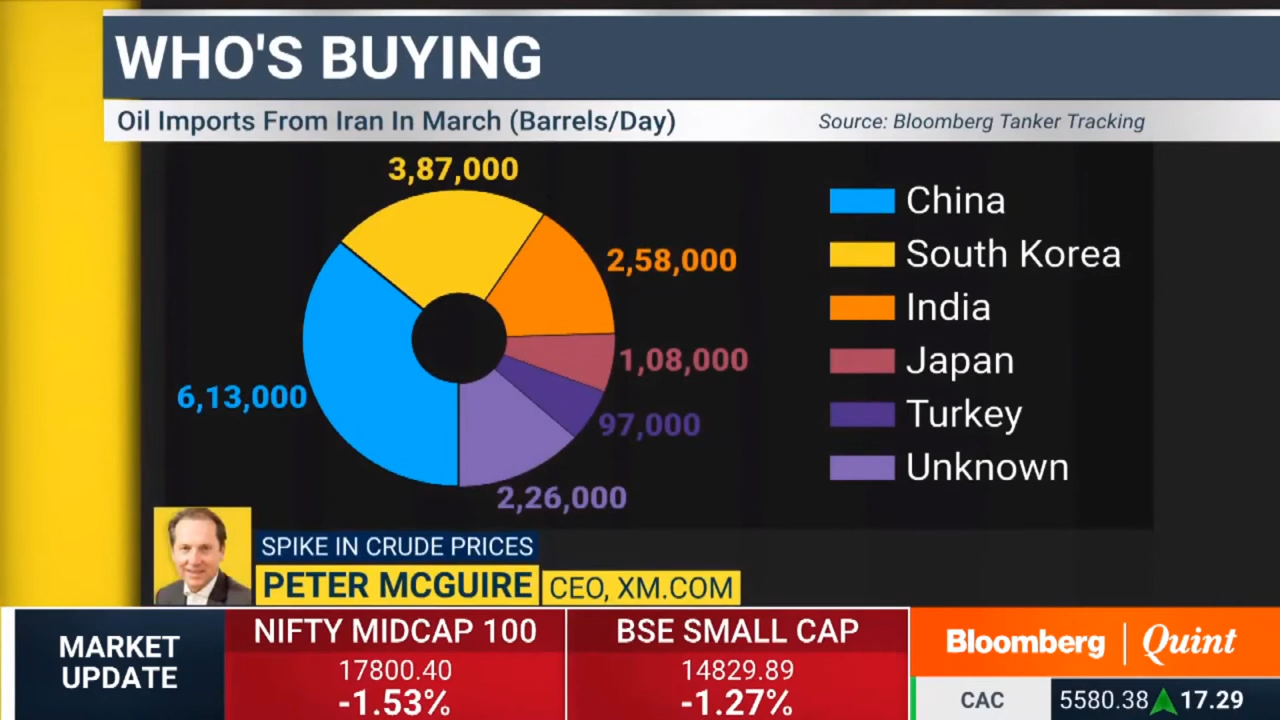 WHO'S BUYING
Oil Imports From Iran In March (Barrels/Day)
Source: Bloomberg Tanker Tracking
3,87,000
2,58,000
1,08,000
97,000
2,26,000
6,13,000
China
South Korea
India
Japan
Turkey
Unknown
SPIKE IN CRUDE PRICES
PETER MCGUIRE
CEO, XM.COM
MARKET
UPDATE
NIFTY MIDCAP 100
17800.40
-1.53%
BSE SMALL CAP
14829.89
-1.27%
Bloomberg | Quint
CAC
5580.38 ▲ 17.29